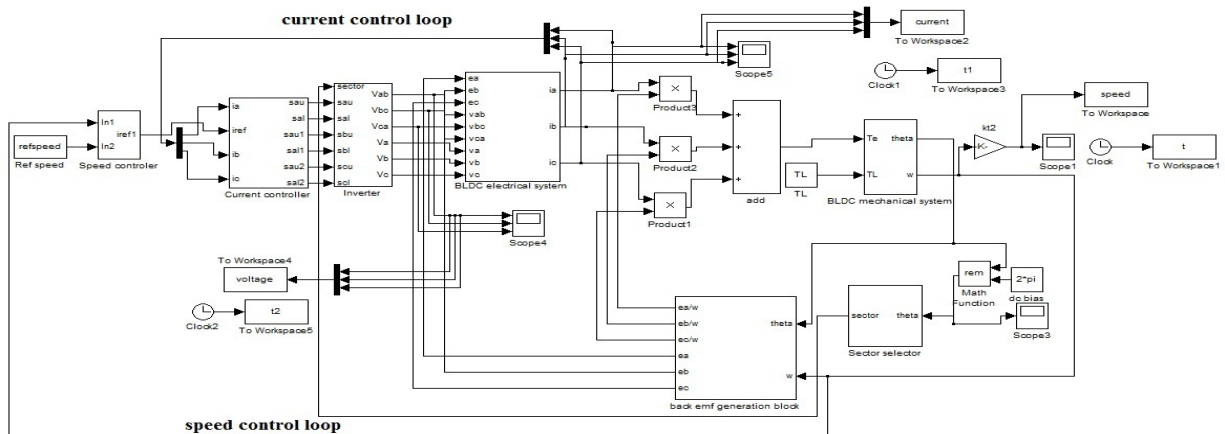 current control loop
current
To Workspace2
Scope5
Clock1
t1
To Workspace3
speed
To Workspace
kt2
-K-
Scope1
Clock
t
To Workspace1
In1
In2
iref1
Speed controler
refspeed
Ref speed
ia
iref
ib
ic
sau
sal
sau1
sal1
sau2
sal2
Current controller
sector
sau
sal
sbu
sbl
scu
scl
Vab
Vbc
Vca
Va
Vb
Vc
Inverter
ea
eb
ec
vab
vbc
vca
va
vb
vc
ia
ib
ic
BLDC electrical system
×
Product3
×
Product2
×
Product1
+
+
+
add
TL
TL
Te
TL
theta
w
BLDC mechanical system
Scope4
To Workspace4
voltage
Clock2
t2
To Workspace5
ea/w
eb/w
ec/w
ea
eb
ec
theta
w
back emf generation block
sector
theta
Sector selector
rem
Math
Function
2*pi
dc bias
Scope3
speed control loop